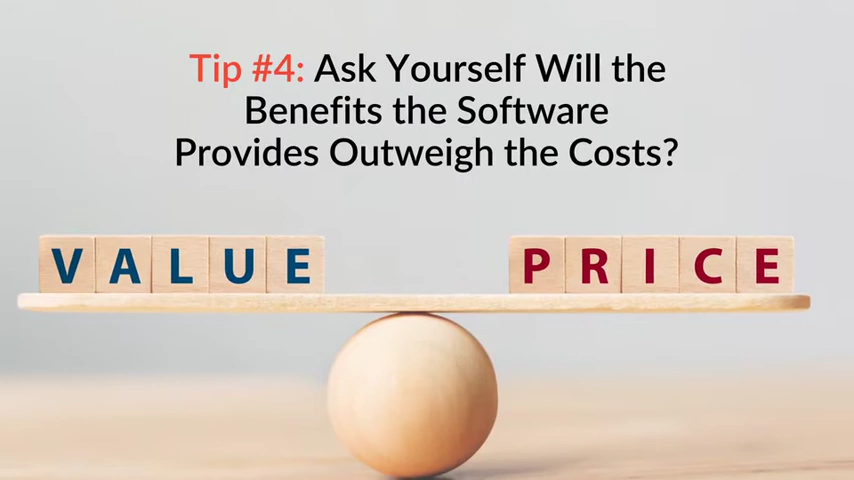 Tip #4: Ask Yourself Will the
Benefits the Software
Provides Outweigh the Costs?
VALUE PRICE